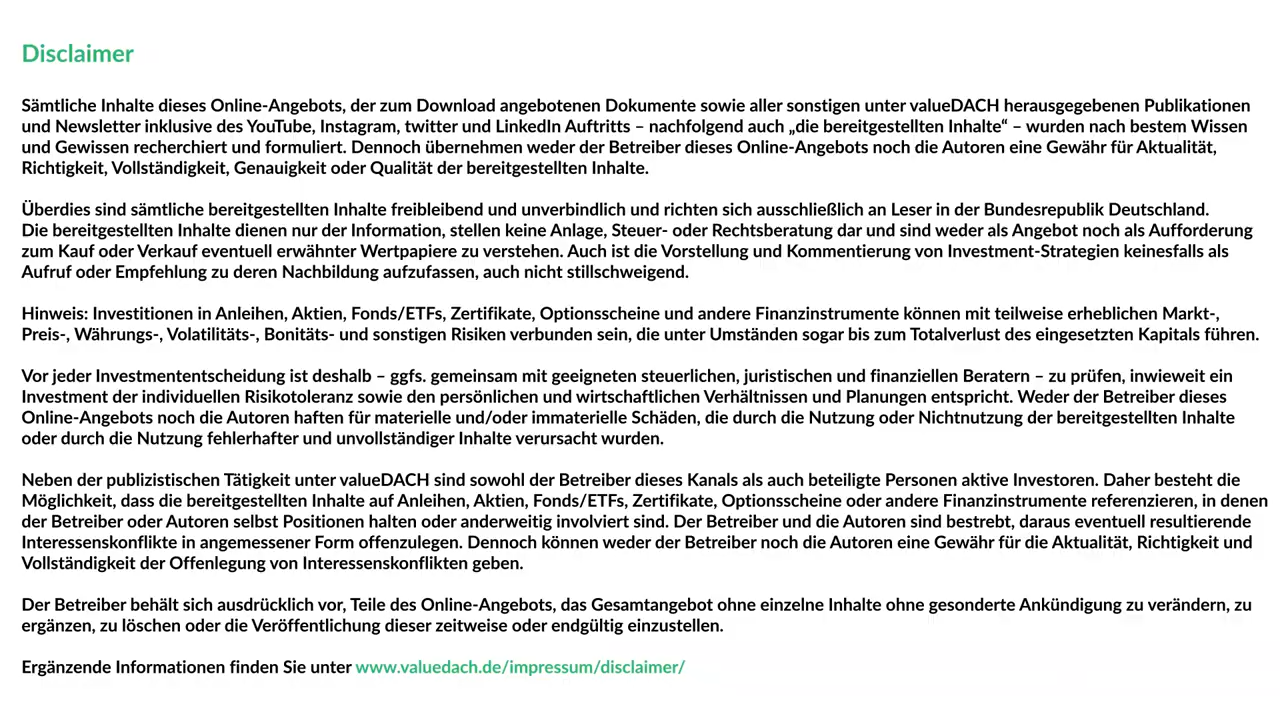 Disclaimer
Sämtliche Inhalte dieses Online-Angebots, der zum Download angebotenen Dokumente sowie aller sonstigen unter valueDACH herausgegebenen Publikationen
und Newsletter inklusive des YouTube, Instagram, twitter und LinkedIn Auftritts – nachfolgend auch „die bereitgestellten Inhalte“ – wurden nach bestem Wissen
und Gewissen recherchiert und formuliert. Dennoch übernehmen weder der Betreiber dieses Online-Angebots noch die Autoren eine Gewähr für Aktualität,
Richtigkeit, Vollständigkeit, Genauigkeit oder Qualität der bereitgestellten Inhalte.
Überdies sind sämtliche bereitgestellten Inhalte freibleibend und unverbindlich und richten sich ausschließlich an Leser in der Bundesrepublik Deutschland.
Die bereitgestellten Inhalte dienen nur der Information, stellen keine Anlage, Steuer- oder Rechtsberatung dar und sind weder als Angebot noch als Aufforderung
zum Kauf oder Verkauf eventuell erwähnter Wertpapiere zu verstehen. Auch ist die Vorstellung und Kommentierung von Investment-Strategien keinesfalls als
Aufruf oder Empfehlung zu deren Nachbildung aufzufassen, auch nicht stillschweigend.
Hinweis: Investitionen in Anleihen, Aktien, Fonds/ETFs, Zertifikate, Optionsscheine und andere Finanzinstrumente können mit teilweise erheblichen Markt-,
Preis-, Währungs-, Volatilitäts-, Bonitäts- und sonstigen Risiken verbunden sein, die unter Umständen sogar bis zum Totalverlust des eingesetzten Kapitals führen.
Vor jeder Investmententscheidung ist deshalb – ggfs. gemeinsam mit geeigneten steuerlichen, juristischen und finanziellen Beratern – zu prüfen, inwieweit ein
Investment der individuellen Risikotoleranz sowie den persönlichen und wirtschaftlichen Verhältnissen und Planungen entspricht. Weder der Betreiber dieses
Online-Angebots noch die Autoren haften für materielle und/oder immaterielle Schäden, die durch die Nutzung oder Nichtnutzung der bereitgestellten Inhalte
oder durch die Nutzung fehlerhafter und unvollständiger Inhalte verursacht wurden.
Neben der publizistischen Tätigkeit unter valueDACH sind sowohl der Betreiber dieses Kanals als auch beteiligte Personen aktive Investoren. Daher besteht die
Möglichkeit, dass die bereitgestellten Inhalte auf Anleihen, Aktien, Fonds/ETFs, Zertifikate, Optionsscheine oder andere Finanzinstrumente referenzieren, in denen
der Betreiber oder Autoren selbst Positionen halten oder anderweitig involviert sind. Der Betreiber und die Autoren sind bestrebt, daraus eventuell resultierende
Interessenskonflikte in angemessener Form offenzulegen. Dennoch können weder der Betreiber noch die Autoren eine Gewähr für die Aktualität, Richtigkeit und
Vollständigkeit der Offenlegung von Interessenskonflikten geben.
Der Betreiber behält sich ausdrücklich vor, Teile des Online-Angebots, das Gesamtangebot ohne einzelne Inhalte ohne gesonderte Ankündigung zu verändern, zu
ergänzen, zu löschen oder die Veröffentlichung dieser zeitweise oder endgültig einzustellen.
Ergänzende Informationen finden Sie unter www.valuedach.de/impressum/disclaimer/